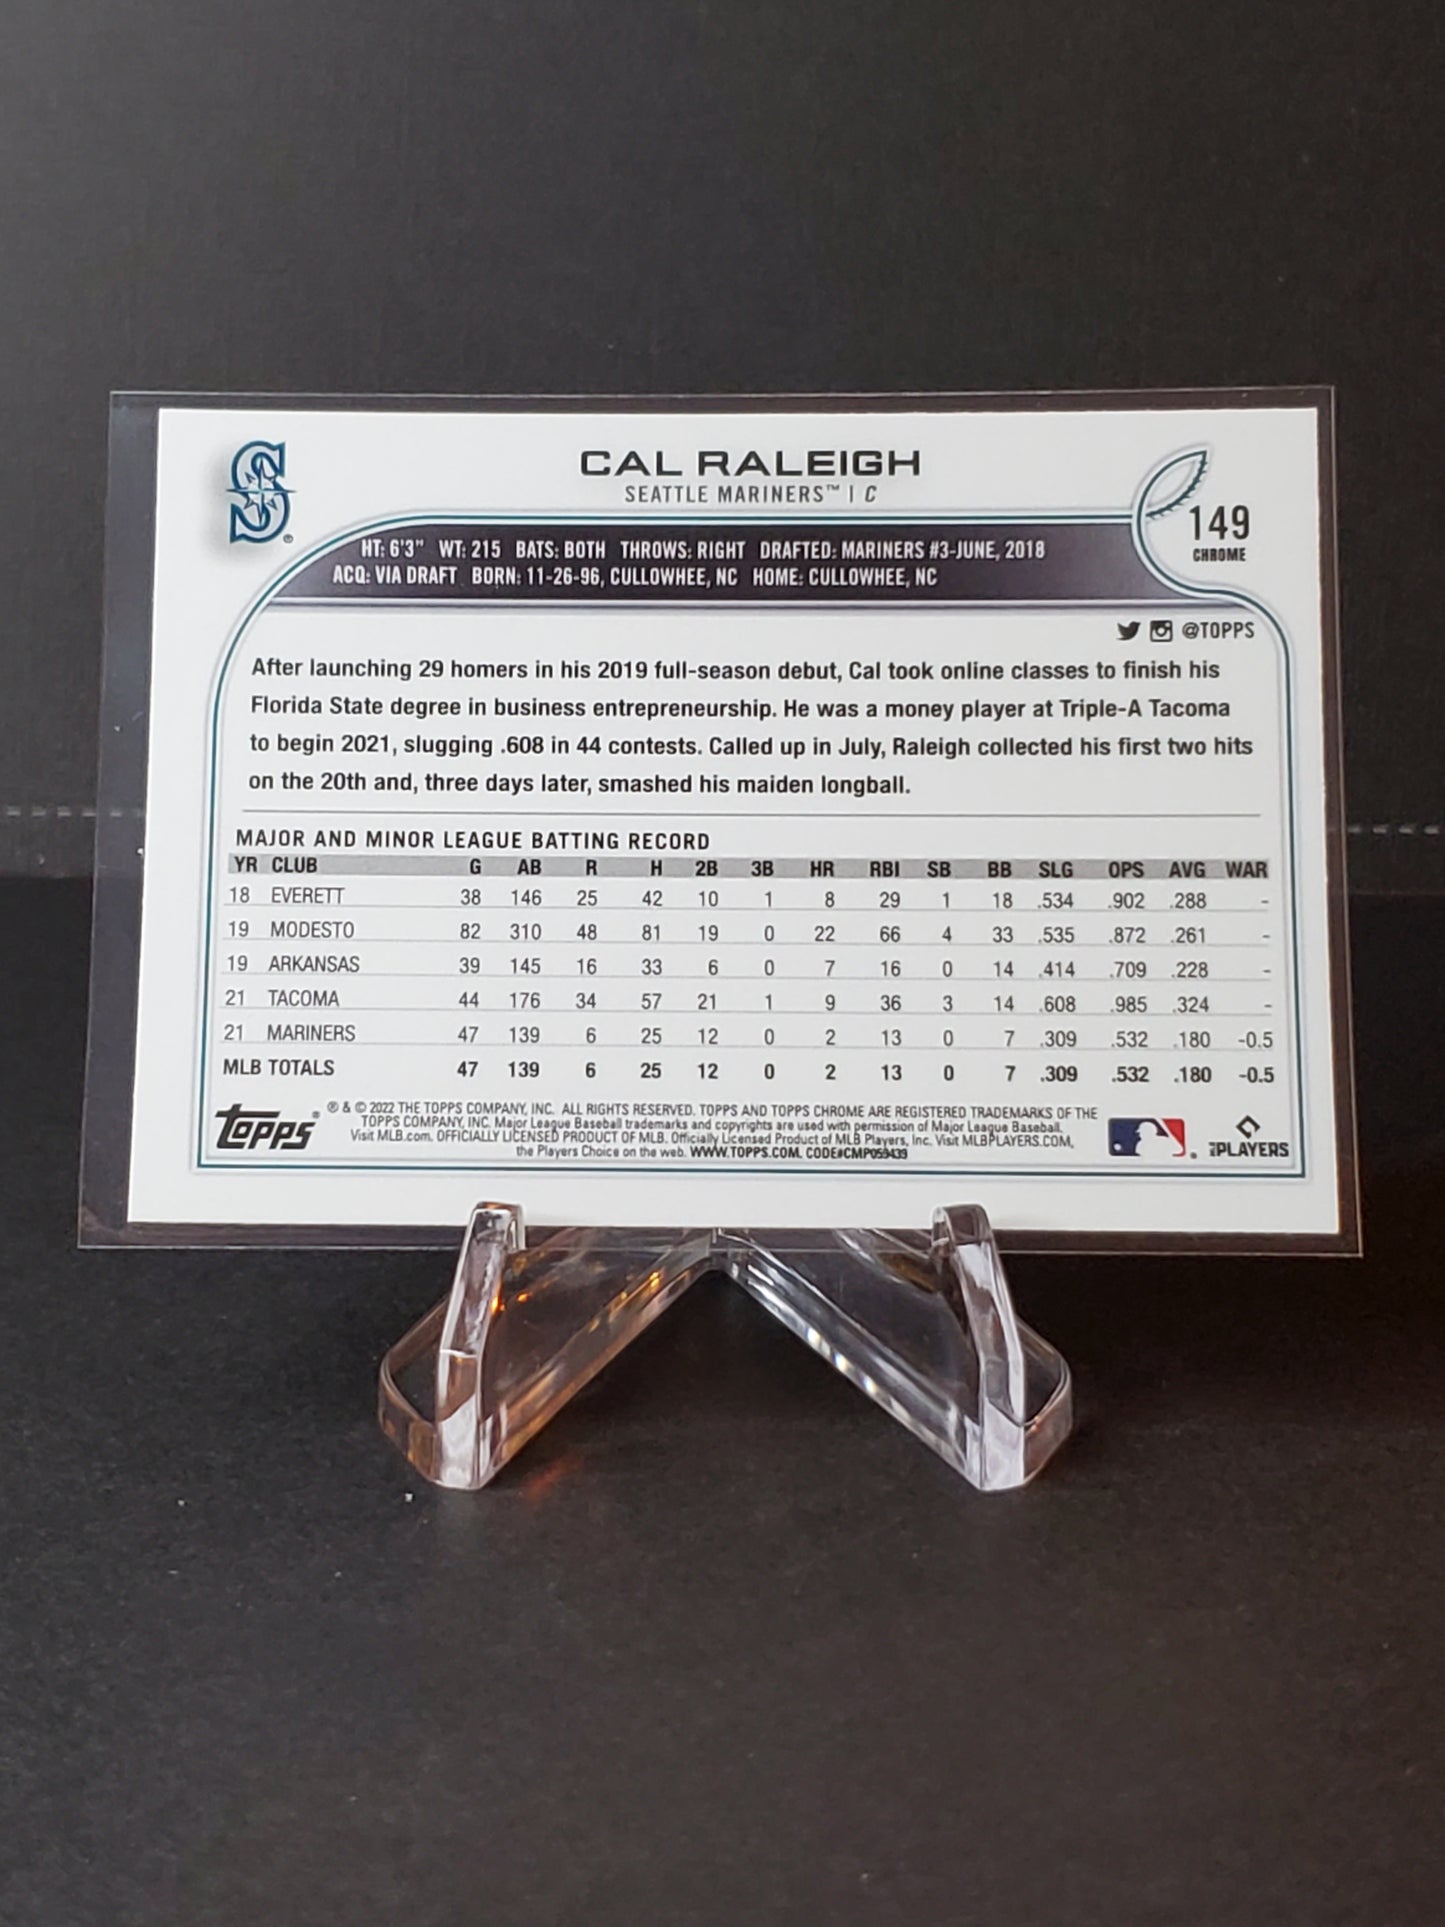 CAL RALEIGH
SEATTLE MARINERS™ | C
149
CHROME
HT: 6'3" WT: 215 BATS: BOTH THROWS: RIGHT DRAFTED: MARINERS #3-JUNE, 2018
ACQ: VIA DRAFT BORN: 11-26-96, CULLOWHEE, NC HOME: CULLOWHEE, NC
@TOPPS
After launching 29 homers in his 2019 full-season debut, Cal took online classes to finish his
Florida State degree in business entrepreneurship. He was a money player at Triple-A Tacoma
to begin 2021, slugging .608 in 44 contests. Called up in July, Raleigh collected his first two hits
on the 20th and, three days later, smashed his maiden longball.
MAJOR AND MINOR LEAGUE BATTING RECORD
YR CLUB G AB R H 2B 3B HR RBI SB BB SLG OPS AVG WAR
18 EVERETT 38 146 25 42 10 1 8 29 1 18 .534 .902 .288 -
19 MODESTO 82 310 48 81 19 0 22 66 4 33 .535 .872 .261 -
19 ARKANSAS 39 145 16 33 6 0 7 16 0 14 .414 .709 .228 -
21 TACOMA 44 176 34 57 21 1 9 36 3 14 .608 .985 .324 -
21 MARINERS 47 139 6 25 12 0 2 13 0 7 .309 .532 .180 -0.5
MLB TOTALS 47 139 6 25 12 0 2 13 0 7 .309 .532 .180 -0.5
topps®
® & © 2022 THE TOPPS COMPANY, INC. ALL RIGHTS RESERVED. TOPPS AND TOPPS CHROME ARE REGISTERED TRADEMARKS OF THE
TOPPS COMPANY, INC. Major League Baseball trademarks and copyrights are used with permission of Major League Baseball.
Visit MLB.com. OFFICIALLY LICENSED PRODUCT OF MLB. Officially Licensed Product of MLB Players, Inc. Visit MLBPLAYERS.COM,
the Players Choice on the web. WWW.TOPPS.COM. CODE#CMP059439
MLB PLAYERS